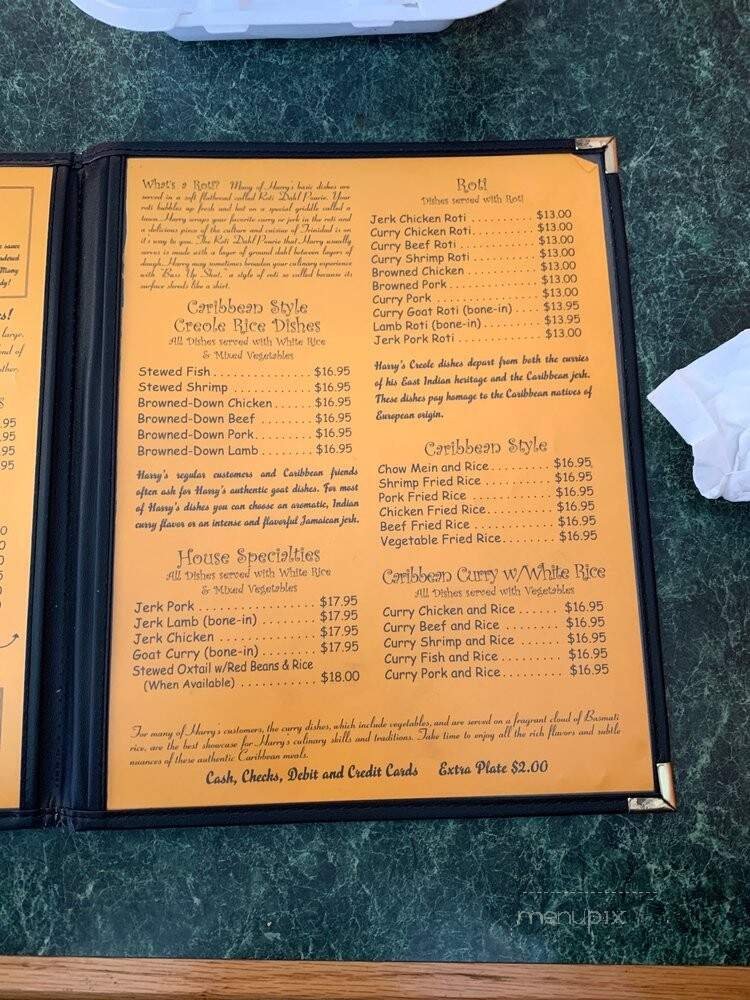 sauce
Many
dy!
s!
large,
nd of
ther,
s
.95
.95
.95
95
What's a Roti? Many of Harry's basic dishes are
served in a soft flatbread called Roti Dahl Pourie. Your
roti bubbles up fresh and hot on a special griddle called a
tawa. Harry wraps your favorite curry or jerk in the roti and
a delicious piece of the culture and cuisine of Trinidad is on
it's way to you. The Roti Dahl Pourie that Harry usually
serves is made with a layer of ground dahl between layers of
dough. Harry may sometimes broaden your culinary experience
with "Buss Up Shut," a style of roti so called because its
surface shreds like a shirt.
Caribbean Style
Creole Rice Dishes
All Dishes served with White Rice
& Mixed Vegetables
Stewed Fish . . . . . . . . . . . . . $16.95
Stewed Shrimp . . . . . . . . . . $16.95
Browned-Down Chicken . . . . . . $16.95
Browned-Down Beef . . . . . . . $16.95
Browned-Down Pork . . . . . . . $16.95
Browned-Down Lamb . . . . . . . $16.95
Harry's regular customers and Caribbean friends
often ask for Harry's authentic goat dishes. For most
of Harry's dishes you can choose an aromatic, Indian
curry flavor or an intense and flavorful Jamaican jerk.
House Specialties
All Dishes served with White Rice
& Mixed Vegetables
Jerk Pork . . . . . . . . . . . . . . $17.95
Jerk Lamb (bone-in) . . . . . . . $17.95
Jerk Chicken . . . . . . . . . . . . $17.95
Goat Curry (bone-in) . . . . . . . $17.95
Stewed Oxtail w/Red Beans & Rice
(When Available) . . . . . . . . . . $18.00
Roti
Dishes served with Roti
Jerk Chicken Roti . . . . . . . . . $13.00
Curry Chicken Roti . . . . . . . . . $13.00
Curry Beef Roti . . . . . . . . . . . $13.00
Curry Shrimp Roti . . . . . . . . . $13.00
Browned Chicken . . . . . . . . . . $13.00
Browned Pork . . . . . . . . . . . . $13.00
Curry Pork . . . . . . . . . . . . . . $13.00
Curry Goat Roti (bone-in) . . . . $13.95
Lamb Roti (bone-in) . . . . . . . . $13.95
Jerk Pork Roti . . . . . . . . . . . $13.00
Harry's Creole dishes depart from both the curries
of his East Indian heritage and the Caribbean jerk.
These dishes pay homage to the Caribbean natives of
European origin.
Caribbean Style
Chow Mein and Rice . . . . . . . . . $16.95
Shrimp Fried Rice . . . . . . . . . . $16.95
Pork Fried Rice . . . . . . . . . . . $16.95
Chicken Fried Rice . . . . . . . . . $16.95
Beef Fried Rice . . . . . . . . . . . $16.95
Vegetable Fried Rice . . . . . . . . $16.95
Caribbean Curry w/White Rice
All Dishes served with Vegetables
Curry Chicken and Rice . . . . . . $16.95
Curry Beef and Rice . . . . . . . . $16.95
Curry Shrimp and Rice . . . . . . $16.95
Curry Fish and Rice . . . . . . . . $16.95
Curry Pork and Rice . . . . . . . . $16.95
For many of Harry's customers, the curry dishes, which include vegetables, and are served on a fragrant cloud of Basmati
rice, are the best showcase for Harry's culinary skills and traditions. Take time to enjoy all the rich flavors and subtle
nuances of these authentic Caribbean meals.
Cash, Checks, Debit and Credit Cards Extra Plate $2.00
menupix